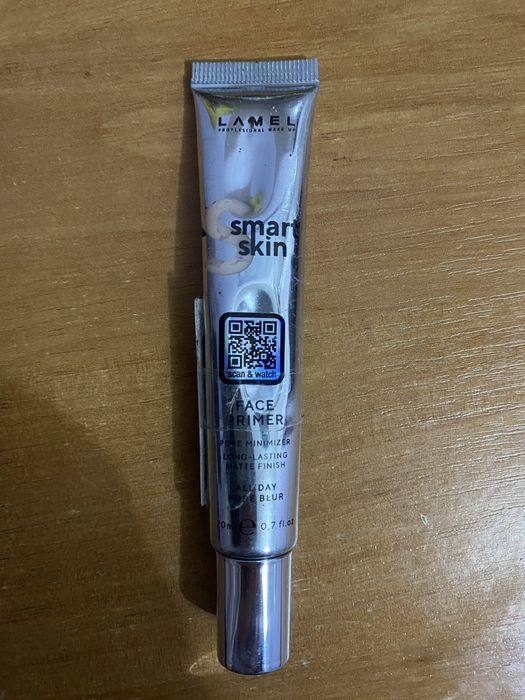 LAMEL
PROFESSIONAL MAKE UP
smart
skin
scan & watch
FACE
PRIMER
PORE MINIMIZER
LONG-LASTING
MATTE FINISH
ALL DAY
PORE BLUR
20ml e 0,7 fl.oz